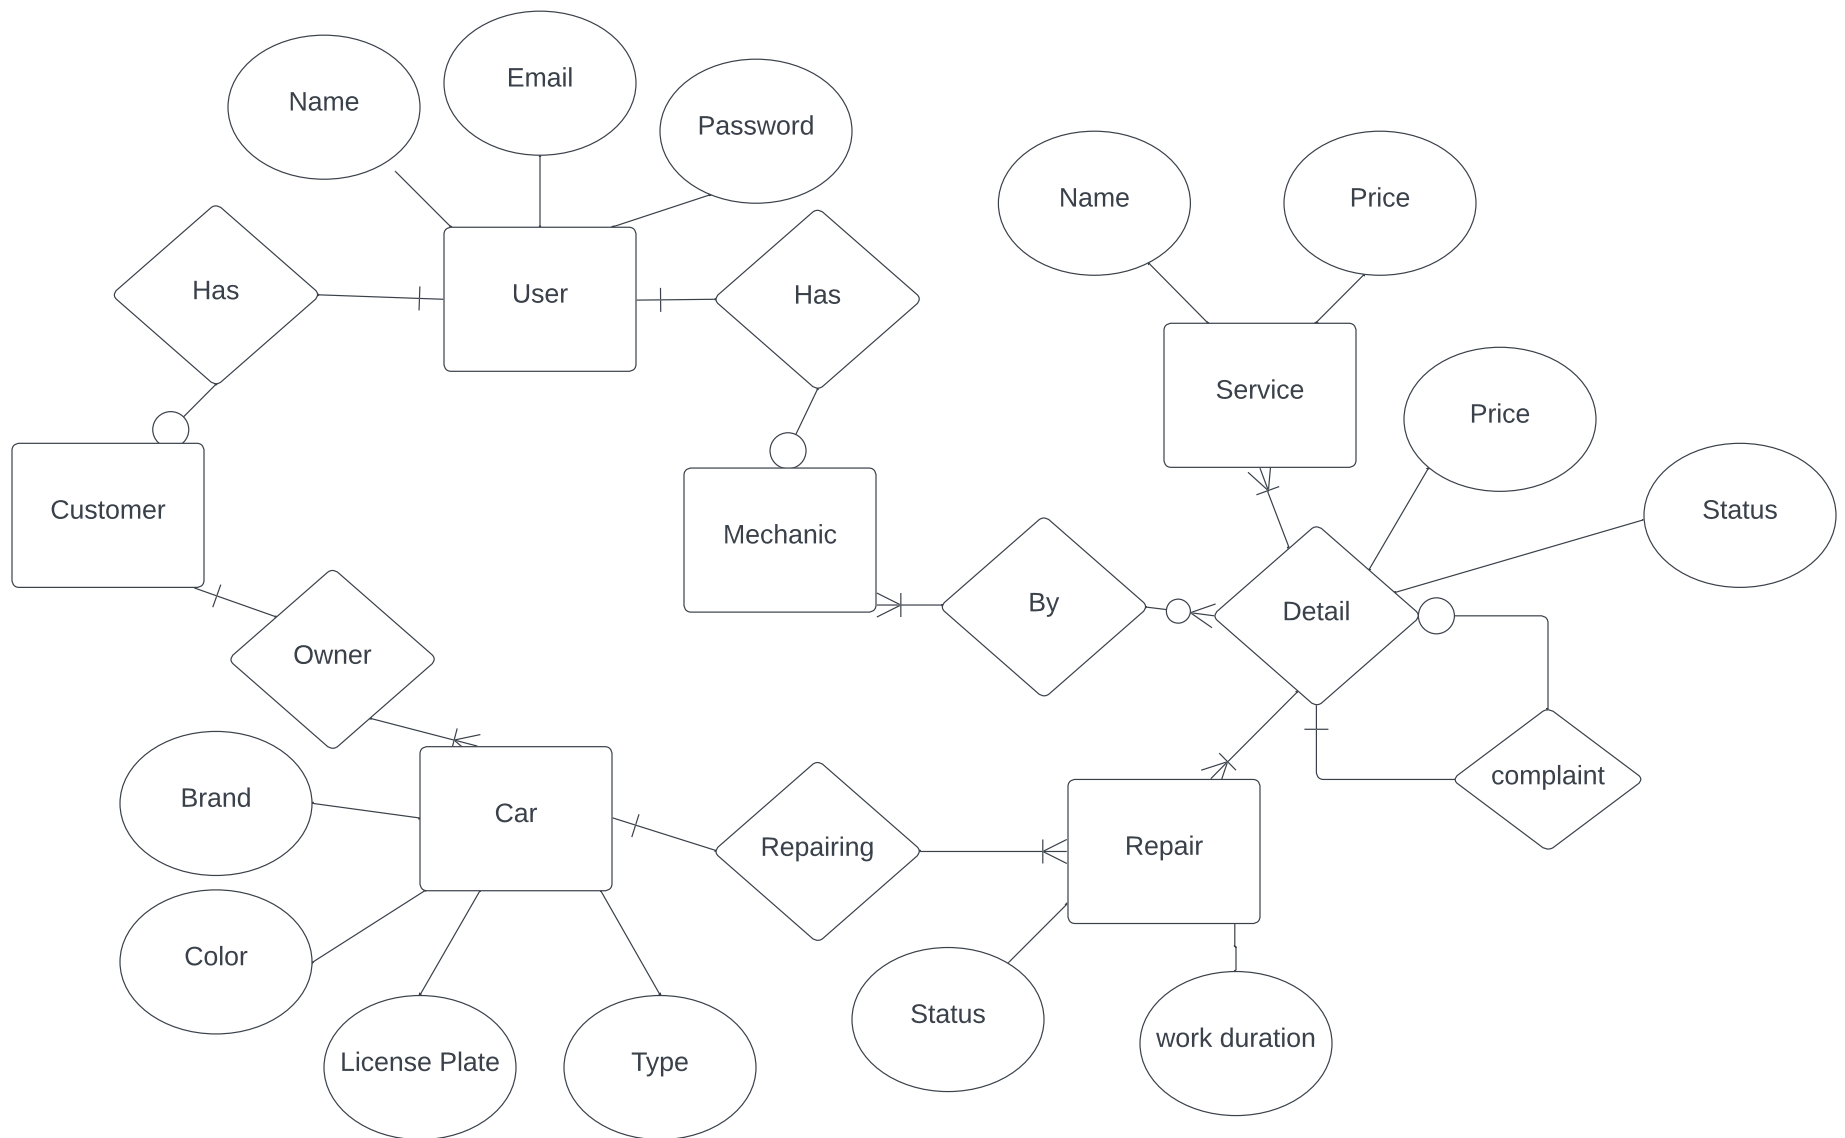 Email
Name
Password
Name
Price
Has
User
Has
Service
Price
Customer
Status
Mechanic
By
Detail
Owner
complaint
Brand
Car
Repairing
Repair
Color
Status
work duration
License Plate
Type